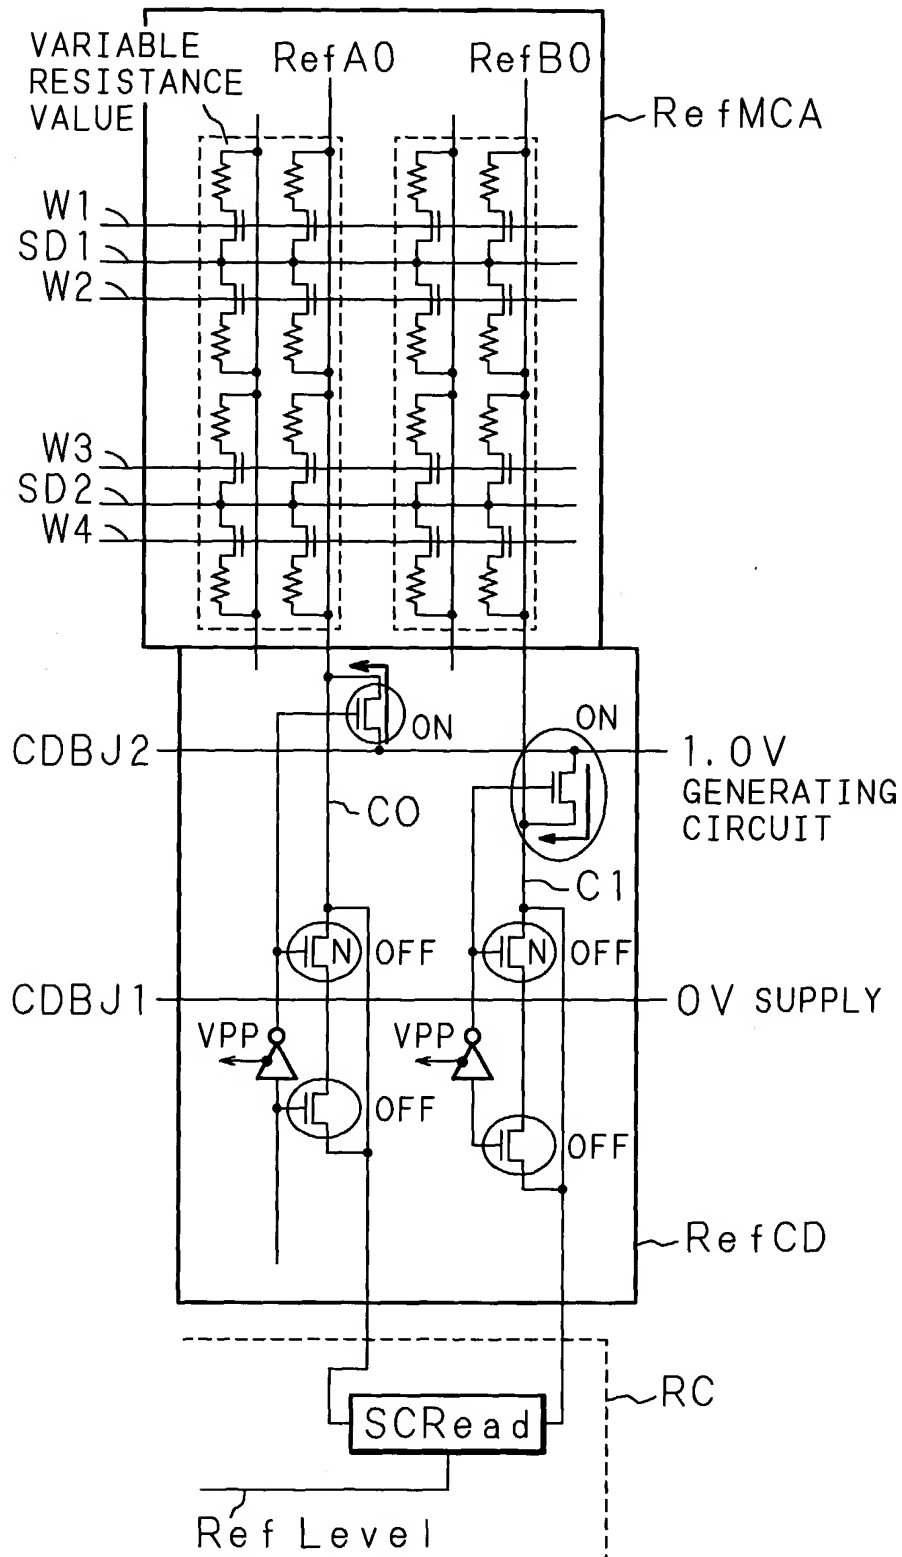 VARIABLE
RESISTANCE
VALUE
RefA0
RefB0
RefMCA
W1
SD1
W2
W3
SD2
W4
ON
ON
CDBJ2
1.0V
GENERATING
CIRCUIT
C0
C1
N
OFF
N
OFF
CDBJ1
0V SUPPLY
VPP
VPP
OFF
OFF
RefCD
RC
SCRead
Ref Level